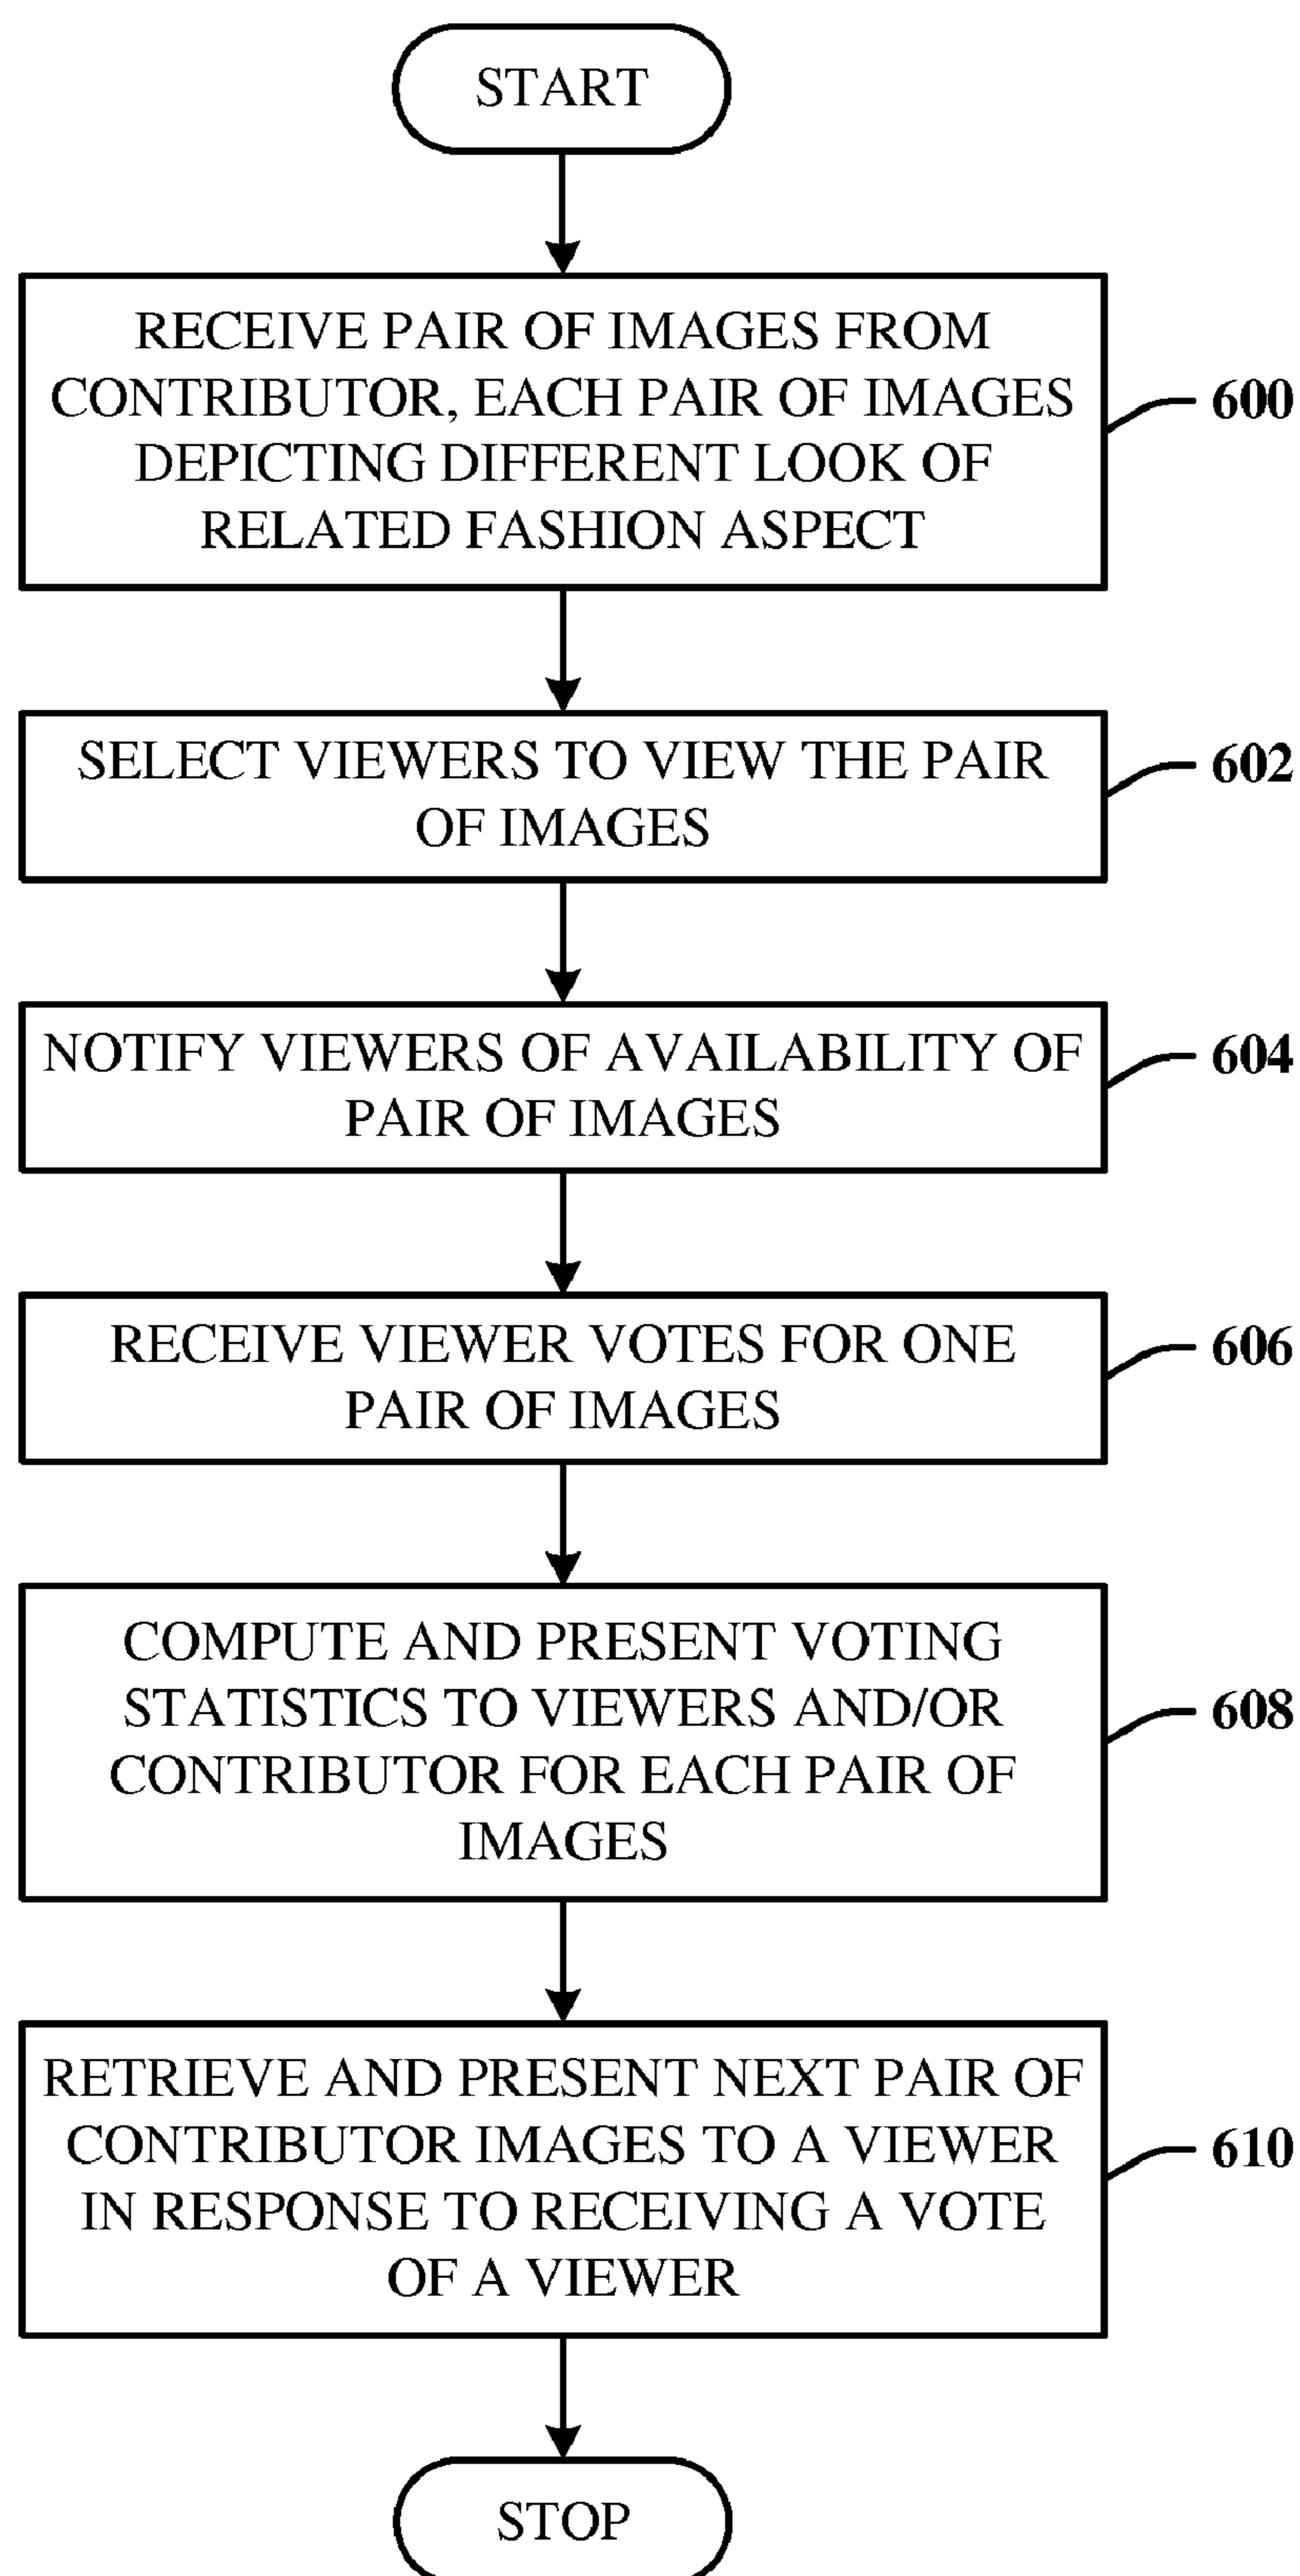 START
RECEIVE PAIR OF IMAGES FROM
CONTRIBUTOR, EACH PAIR OF IMAGES
DEPICTING DIFFERENT LOOK OF
RELATED FASHION ASPECT
600
SELECT VIEWERS TO VIEW THE PAIR
OF IMAGES
602
NOTIFY VIEWERS OF AVAILABILITY OF
PAIR OF IMAGES
604
RECEIVE VIEWER VOTES FOR ONE
PAIR OF IMAGES
606
COMPUTE AND PRESENT VOTING
STATISTICS TO VIEWERS AND/OR
CONTRIBUTOR FOR EACH PAIR OF
IMAGES
608
RETRIEVE AND PRESENT NEXT PAIR OF
CONTRIBUTOR IMAGES TO A VIEWER
IN RESPONSE TO RECEIVING A VOTE
OF A VIEWER
610
STOP